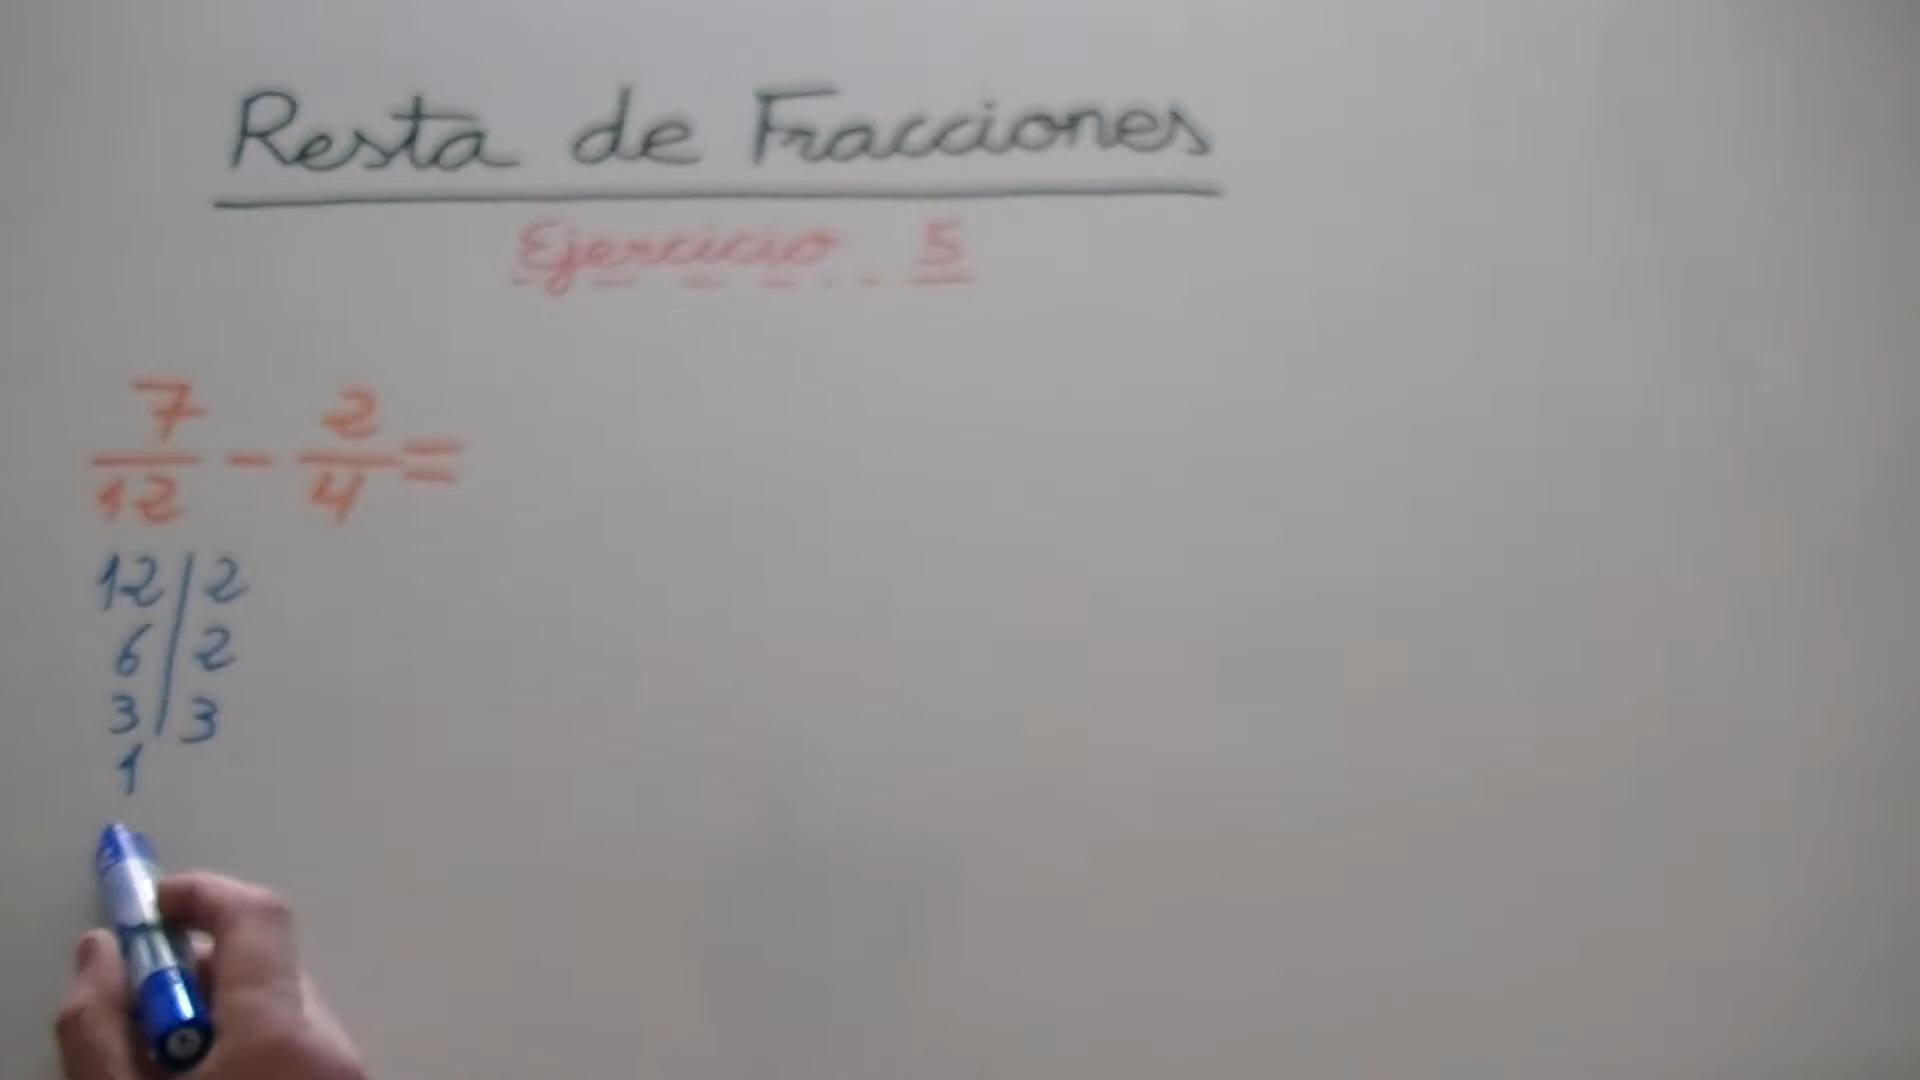 Resta de Fracciones
Ejercicio 5
7/12 - 2/4 =
12 | 2
6 | 2
3 | 3
1